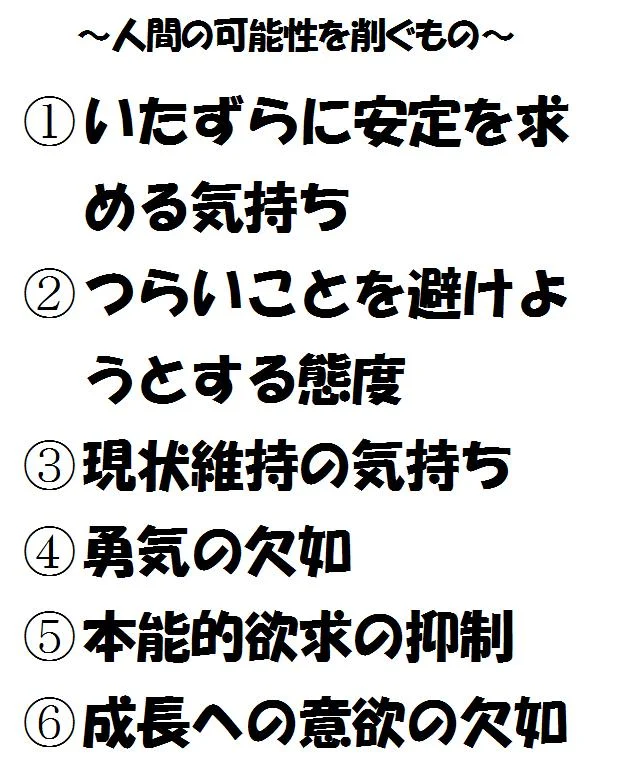 ～人間の可能性を削ぐもの～
①いたずらに安定を求
める気持ち
②つらいことを避けよ
うとする態度
③現状維持の気持ち
④勇気の欠如
⑤本能的欲求の抑制
⑥成長への意欲の欠如